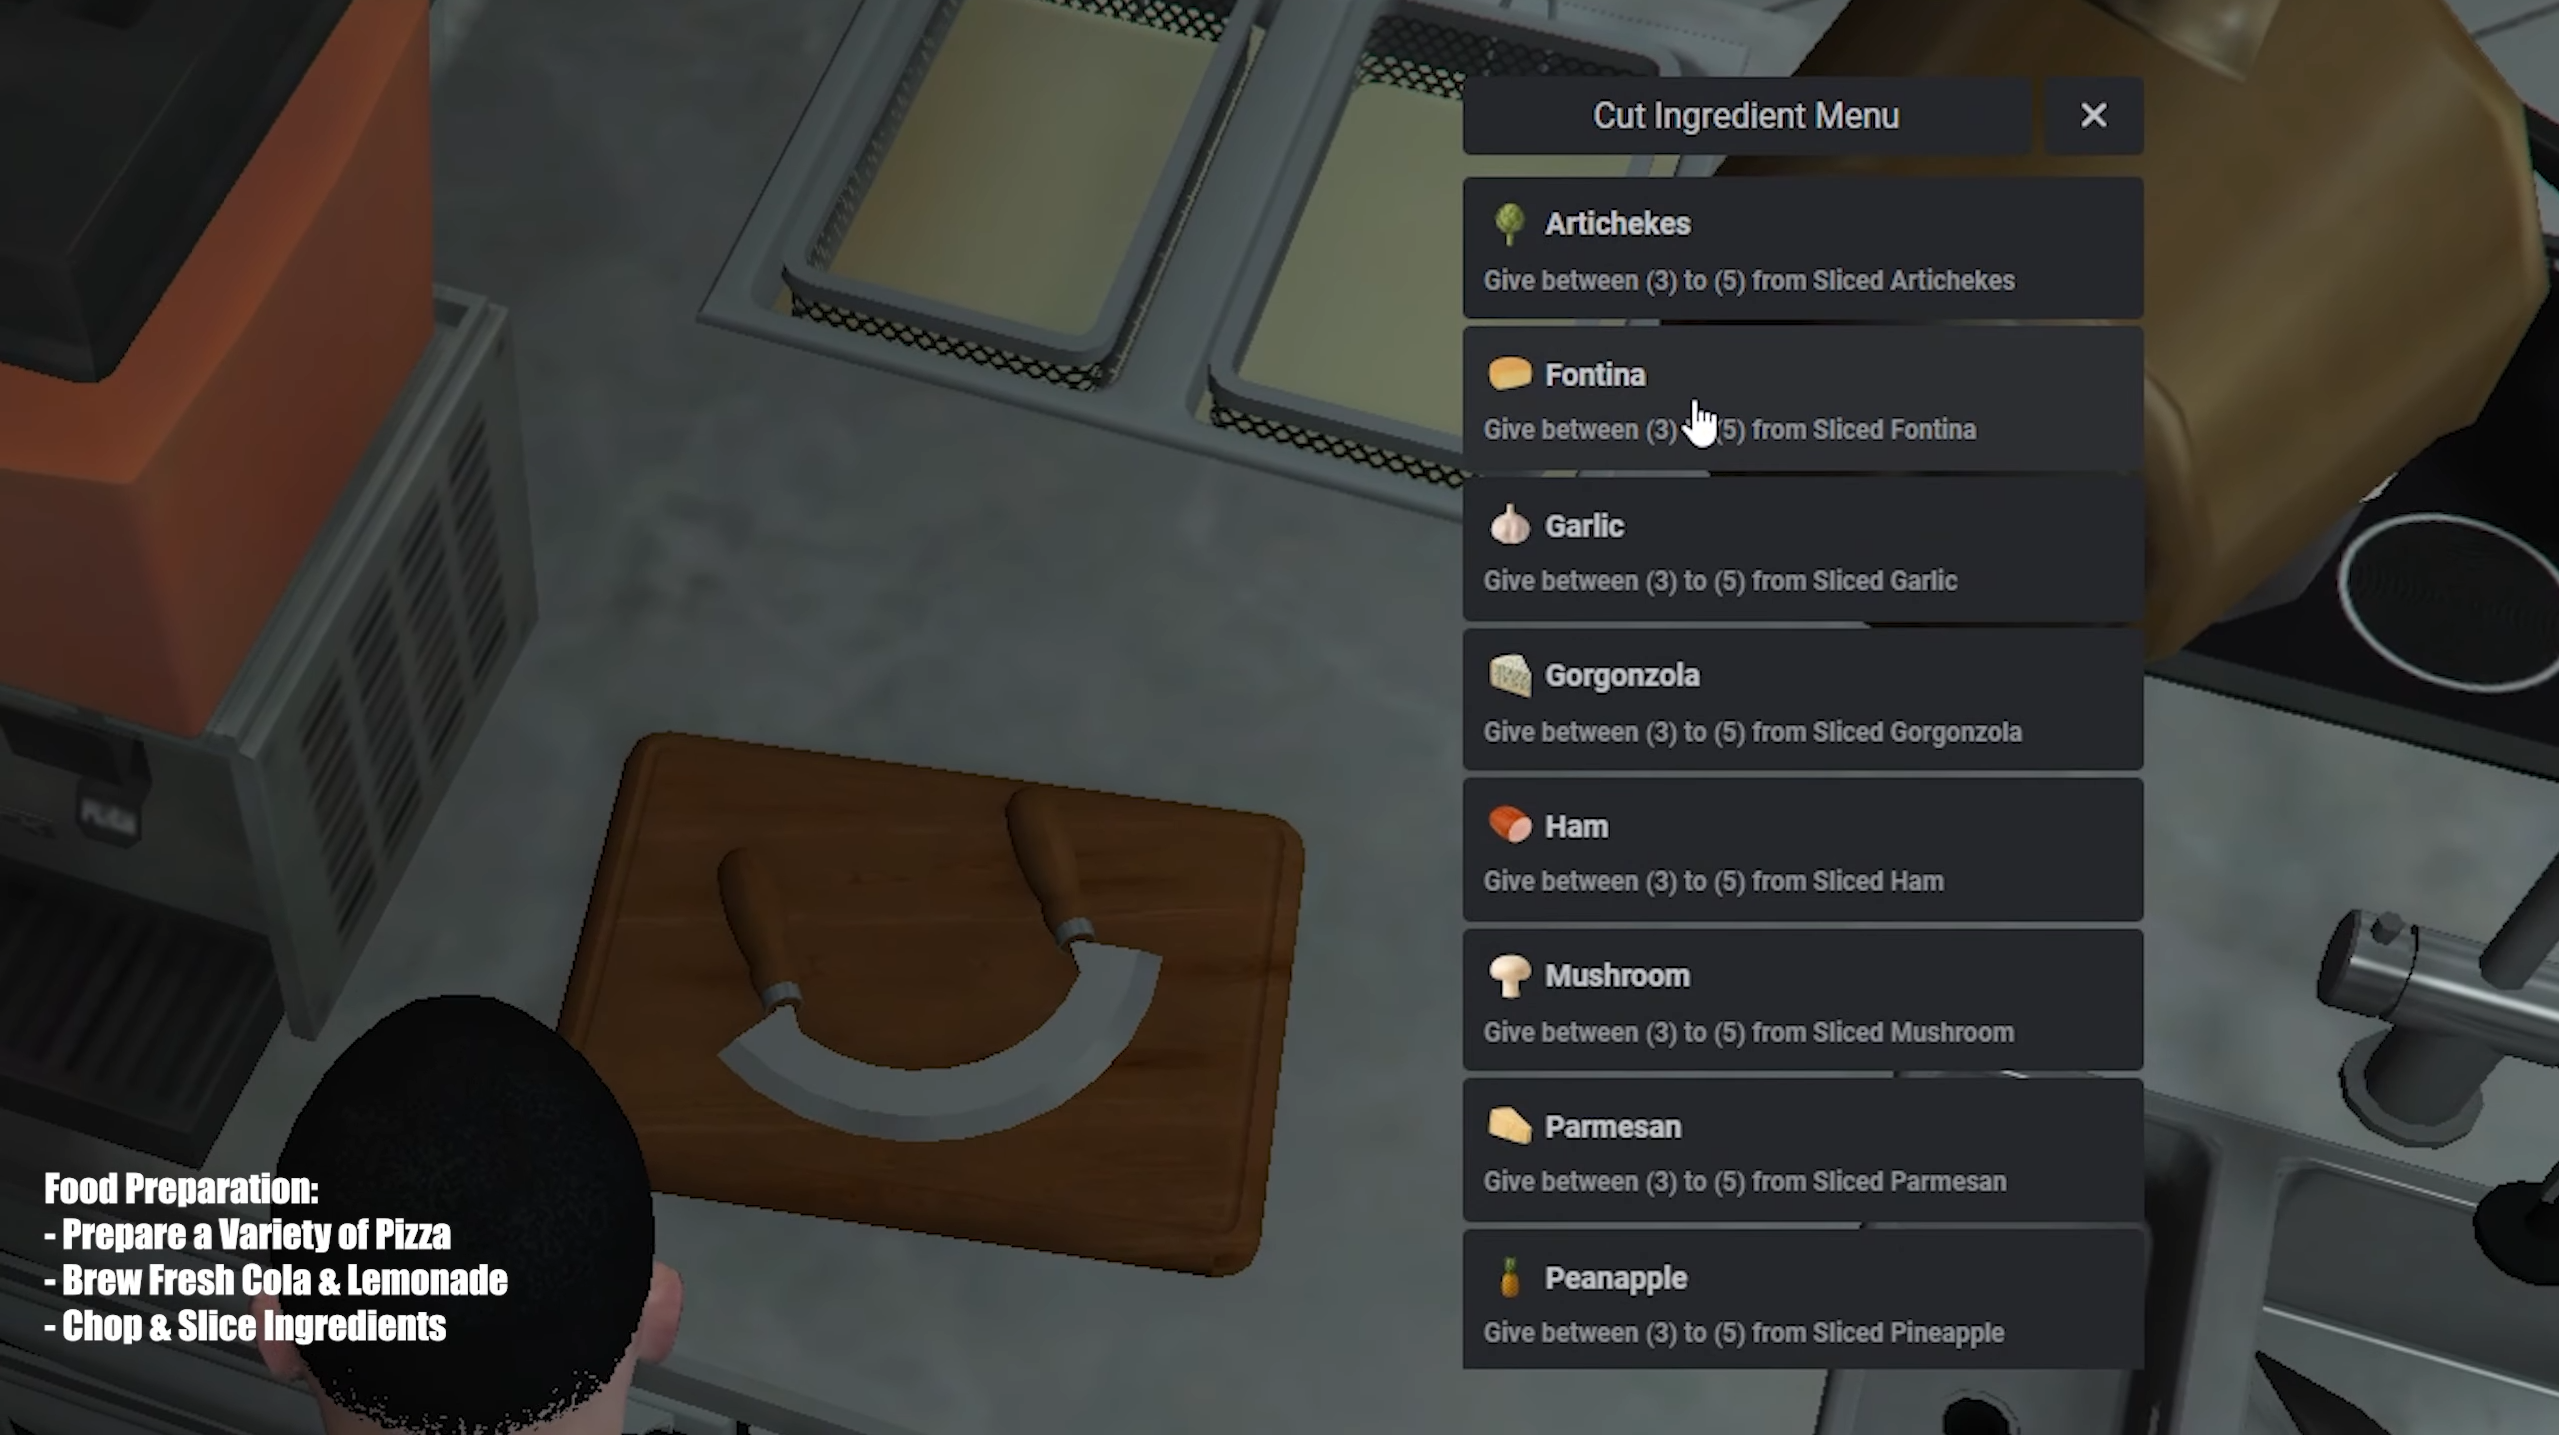 Cut Ingredient Menu
Artichekes
Give between (3) to (5) from Sliced Artichekes
Fontina
Give between (3) (5) from Sliced Fontina
Garlic
Give between (3) to (5) from Sliced Garlic
Gorgonzola
Give between (3) to (5) from Sliced Gorgonzola
Ham
Give between (3) to (5) from Sliced Ham
Mushroom
Give between (3) to (5) from Sliced Mushroom
Parmesan
Give between (3) to (5) from Sliced Parmesan
Peanapple
Give between (3) to (5) from Sliced Pineapple
Food Preparation:
- Prepare a Variety of Pizza
- Brew Fresh Cola & Lemonade
- Chop & Slice Ingredients